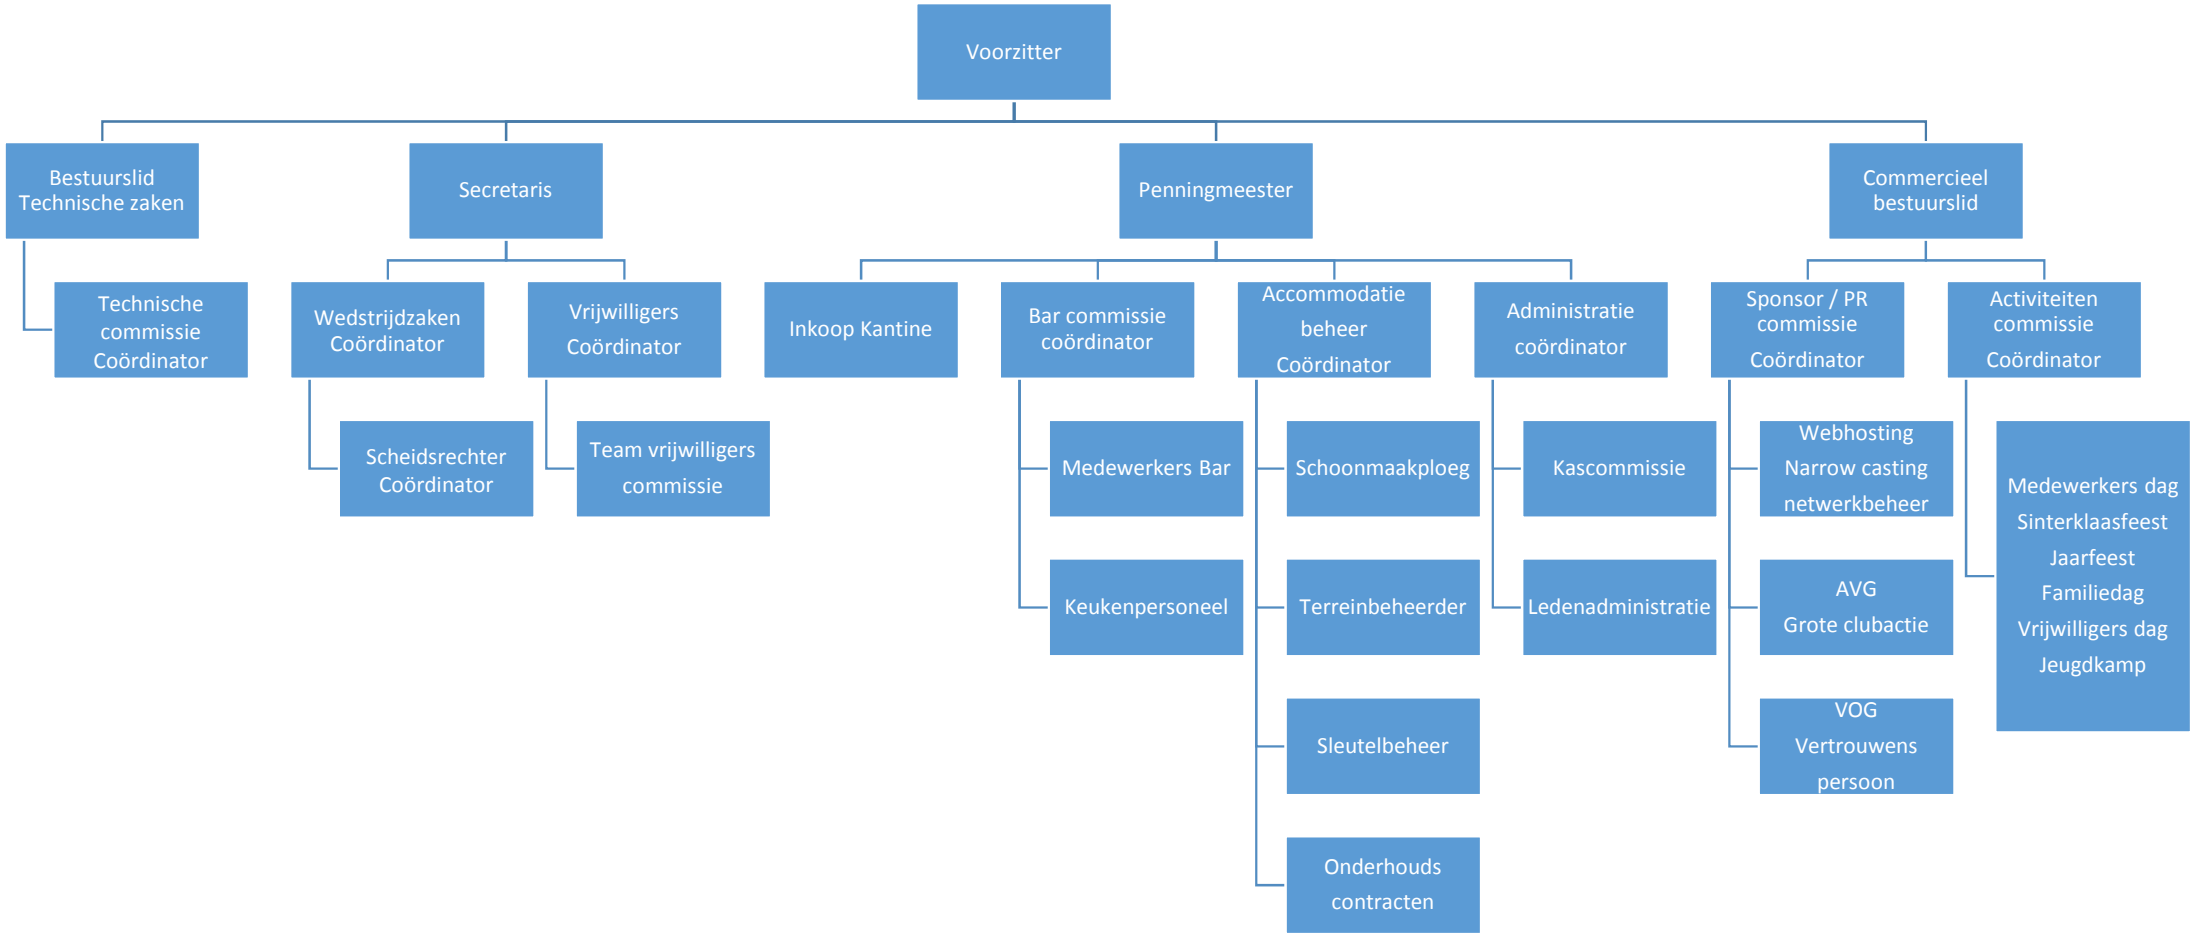 Voorzitter
Bestuurslid
Technische zaken
Secretaris
Penningmeester
Commercieel
bestuurslid
Technische
commissie
Coördinator
Wedstrijdzaken
Coördinator
Vrijwilligers
Coördinator
Inkoop Kantine
Bar commissie
coördinator
Accommodatie
beheer
Coördinator
Administratie
coördinator
Sponsor / PR
commissie
Coördinator
Activiteiten
commissie
Coördinator
Scheidsrechter
Coördinator
Team vrijwilligers
commissie
Medewerkers Bar
Schoonmaakploeg
Kascommissie
Webhosting
Narrow casting
netwerkbeheer
Medewerkers dag
Sinterklaasfeest
Jaarfeest
Familiedag
Vrijwilligers dag
Jeugdkamp
Keukenpersoneel
Terreinbeheerder
Ledenadministratie
AVG
Grote clubactie
Sleutelbeheer
VOG
Vertrouwens
persoon
Onderhouds
contracten